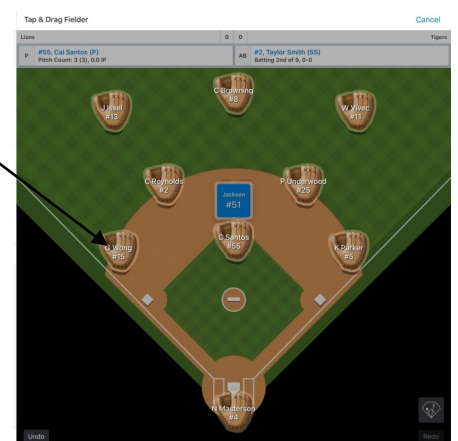 Tap & Drag Fielder
Cancel
Lions 0 0 Tigers
P #55, Cal Santos (P)
Pitch Count: 3 (3), 0.0 IP
AB #2, Taylor Smith (SS)
Batting 2nd of 9, 0-0
C Browning
#8
J Issel
#13
W Vivec
#11
C Reynolds
#2
P Underwood
#25
Jackson
#51
G Wong
#15
C Santos
#55
K Parker
#5
N Masterson
#4
Undo
Redo